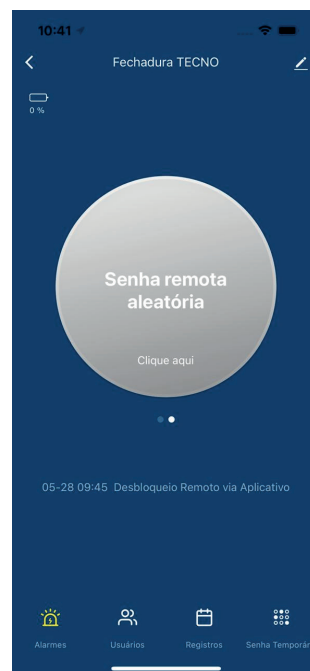 10:41
Fechadura TECNO
0 %
Senha remota
aleatória
Clique aqui
05-28 09:45 Desbloqueio Remoto via Aplicativo
Alarmes
Usuários
Registros
Senha Temporár